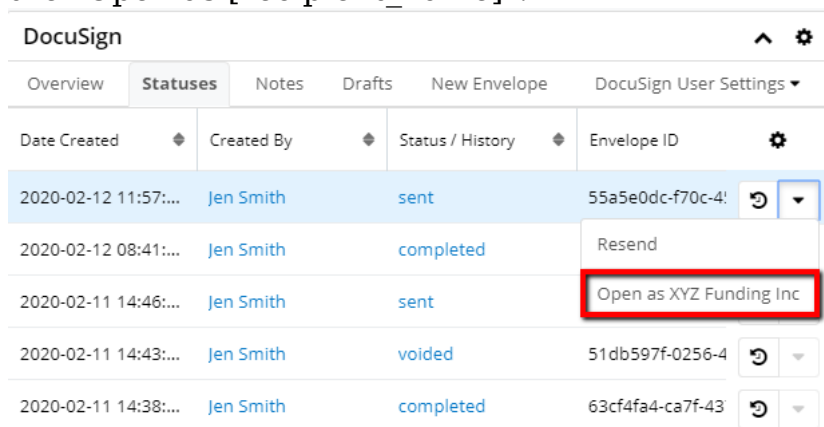 DocuSign
Overview Statuses Notes Drafts New Envelope DocuSign User Settings
Date Created Created By Status / History Envelope ID
2020-02-12 11:57:... Jen Smith sent 55a5e0dc-f70c-4
2020-02-12 08:41:... Jen Smith completed
Resend
2020-02-11 14:46:... Jen Smith sent
Open as XYZ Funding Inc
2020-02-11 14:43:... Jen Smith voided 51db597f-0256-4
2020-02-11 14:38:... Jen Smith completed 63cf4fa4-ca7f-43